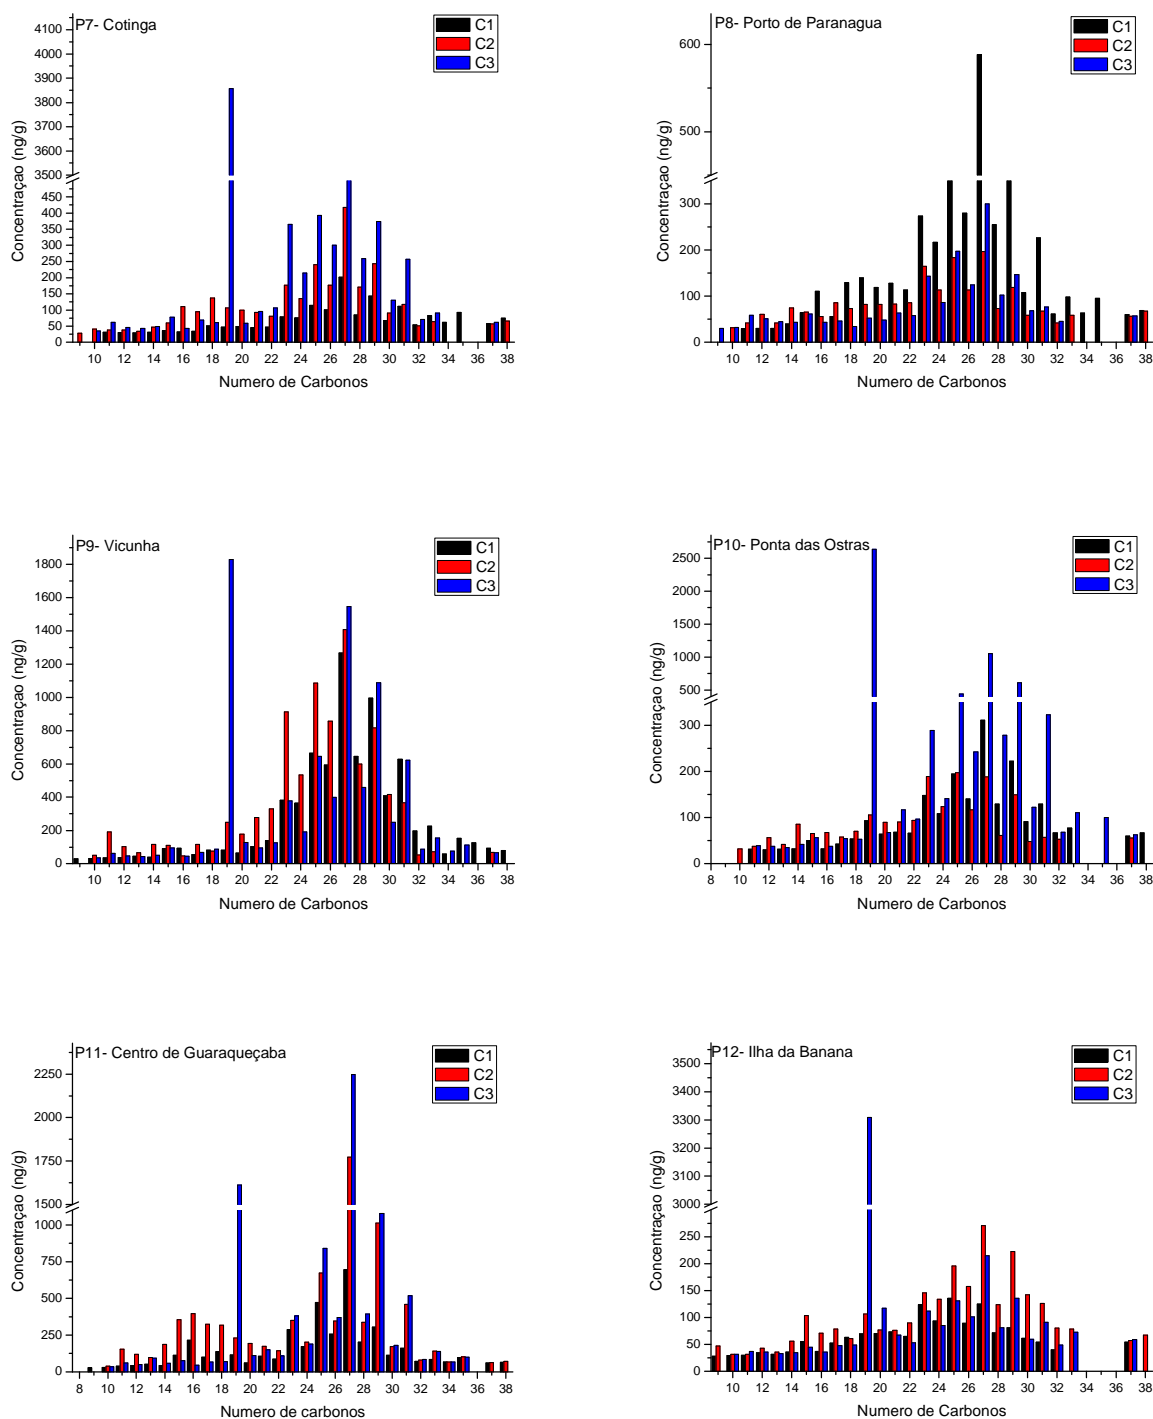 P7- Cotinga
C1
C2
C3
Concentraçao (ng/g)
4100
4000
3900
3800
3700
3600
3500
450
400
350
300
250
200
150
100
50
0
10 12 14 16 18 20 22 24 26 28 30 32 34 36 38
Numero de Carbonos
P8- Porto de Paranagua
C1
C2
C3
Concentraçao (ng/g)
600
500
300
200
100
0
10 12 14 16 18 20 22 24 26 28 30 32 34 36 38
Numero de Carbonos
P9- Vicunha
C1
C2
C3
Concentraçao (ng/g)
1800
1600
1400
1200
1000
800
600
400
200
0
10 12 14 16 18 20 22 24 26 28 30 32 34 36 38
Numero de Carbonos
P10- Ponta das Ostras
C1
C2
C3
Concentraçao (ng/g)
2500
2000
1500
1000
500
300
200
100
0
8 10 12 14 16 18 20 22 24 26 28 30 32 34 36 38
Numero de Carbonos
P11- Centro de Guaraqueçaba
C1
C2
C3
Concentraçao (ng/g)
2250
2000
1750
1500
1000
750
500
250
0
8 10 12 14 16 18 20 22 24 26 28 30 32 34 36 38
Numero de carbonos
P12- Ilha da Banana
C1
C2
C3
Concentraçao (ng/g)
3500
3400
3300
3200
3100
3000
250
200
150
100
50
0
10 12 14 16 18 20 22 24 26 28 30 32 34 36 38
Numero de Carbonos